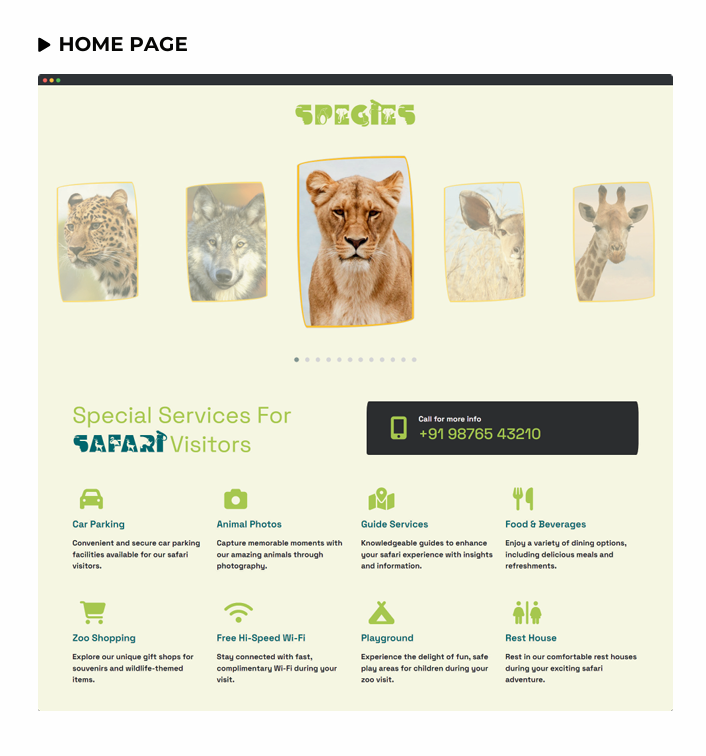 HOME PAGE
SPECIES
Special Services For
SAFARI Visitors
Call for more info
+91 98765 43210
Car Parking
Convenient and secure car parking
facilities available for our safari
visitors.
Animal Photos
Capture memorable moments with
our amazing animals through
photography.
Guide Services
Knowledgeable guides to enhance
your safari experience with insights
and information.
Food & Beverages
Enjoy a variety of dining options,
including delicious meals and
refreshments.
Zoo Shopping
Explore our unique gift shops for
souvenirs and wildlife-themed
items.
Free Hi-Speed Wi-Fi
Stay connected with fast,
complimentary Wi-Fi during your
visit.
Playground
Experience the delight of fun, safe
play areas for children during your
zoo visit.
Rest House
Rest in our comfortable rest houses
during your exciting safari
adventure.